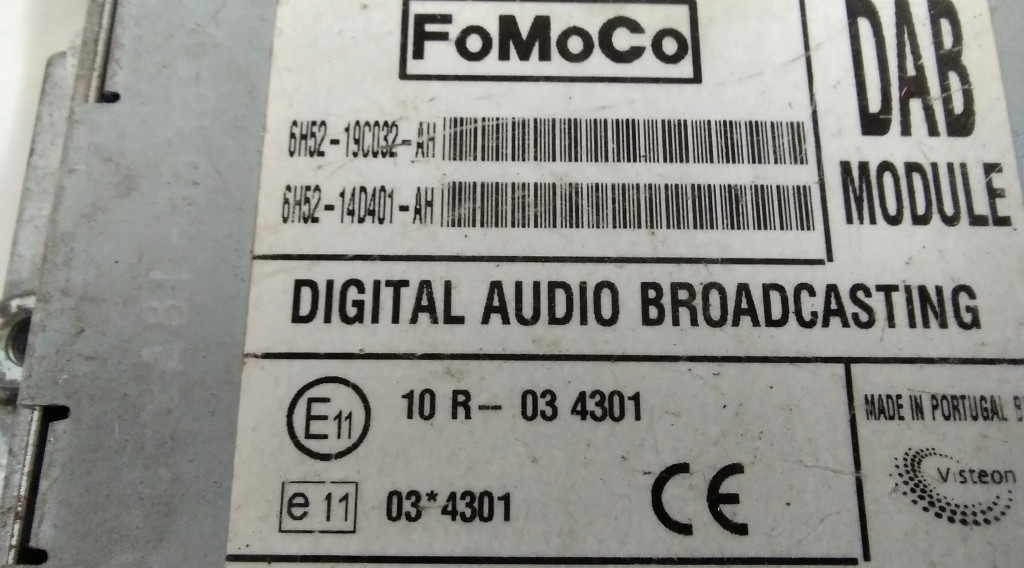 FoMoCo
DAB
MODULE
6H52-19C032-AH
6H52-14D401-AH
DIGITAL AUDIO BROADCASTING
E11 10 R-- 03 4301
e 11 03*4301
CE
MADE IN PORTUGAL
Visteon